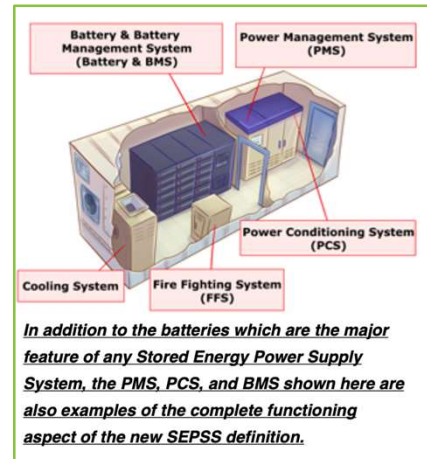 Battery & Battery
Management System
(Battery & BMS)
Power Management System
(PMS)
Power Conditioning System
(PCS)
Cooling System
Fire Fighting System
(FFS)
In addition to the batteries which are the major
feature of any Stored Energy Power Supply
System, the PMS, PCS, and BMS shown here are
also examples of the complete functioning
aspect of the new SEPSS definition.